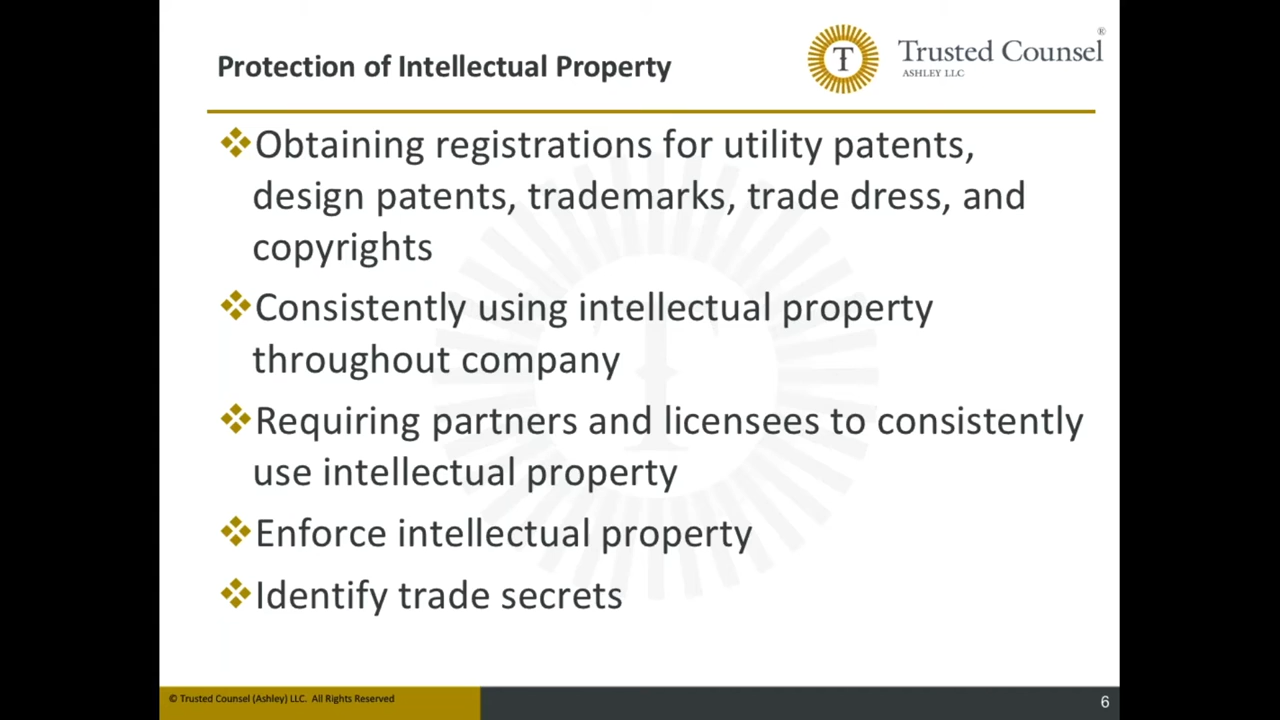 Protection of Intellectual Property
T
Trusted Counsel®
ASHLEY LLC
Obtaining registrations for utility patents,
design patents, trademarks, trade dress, and
copyrights
Consistently using intellectual property
throughout company
Requiring partners and licensees to consistently
use intellectual property
Enforce intellectual property
Identify trade secrets
© Trusted Counsel (Ashley) LLC. All Rights Reserved
6